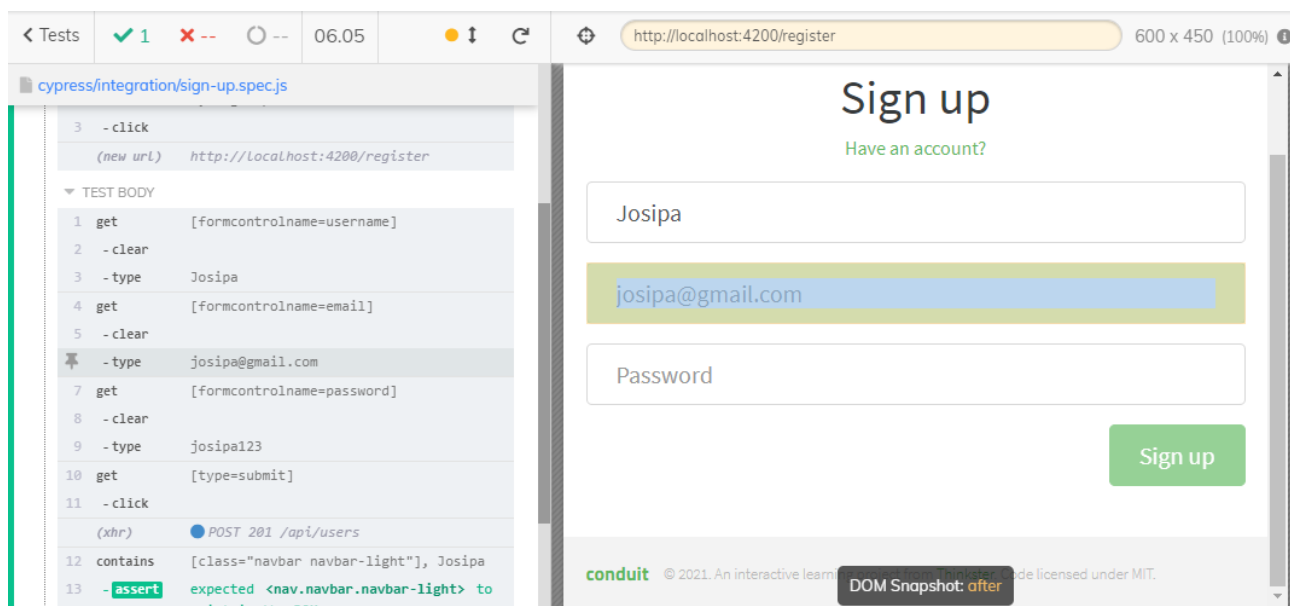 Tests 1 -- -- 06.05
http://localhost:4200/register 600 x 450 (100%)
cypress/integration/sign-up.spec.js
3 - click
(new url) http://localhost:4200/register
TEST BODY
1 get [formcontrolname=username]
2 - clear
3 - type Josipa
4 get [formcontrolname=email]
5 - clear
- type josipa@gmail.com
7 get [formcontrolname=password]
8 - clear
9 - type josipa123
10 get [type=submit]
11 - click
(xhr) POST 201 /api/users
12 contains [class="navbar navbar-light"], Josipa
13 - assert expected <nav.navbar.navbar-light> to
Sign up
Have an account?
Josipa
josipa@gmail.com
Password
Sign up
conduit © 2021. An interactive learning project from Thinkster. Code licensed under MIT.
DOM Snapshot: after